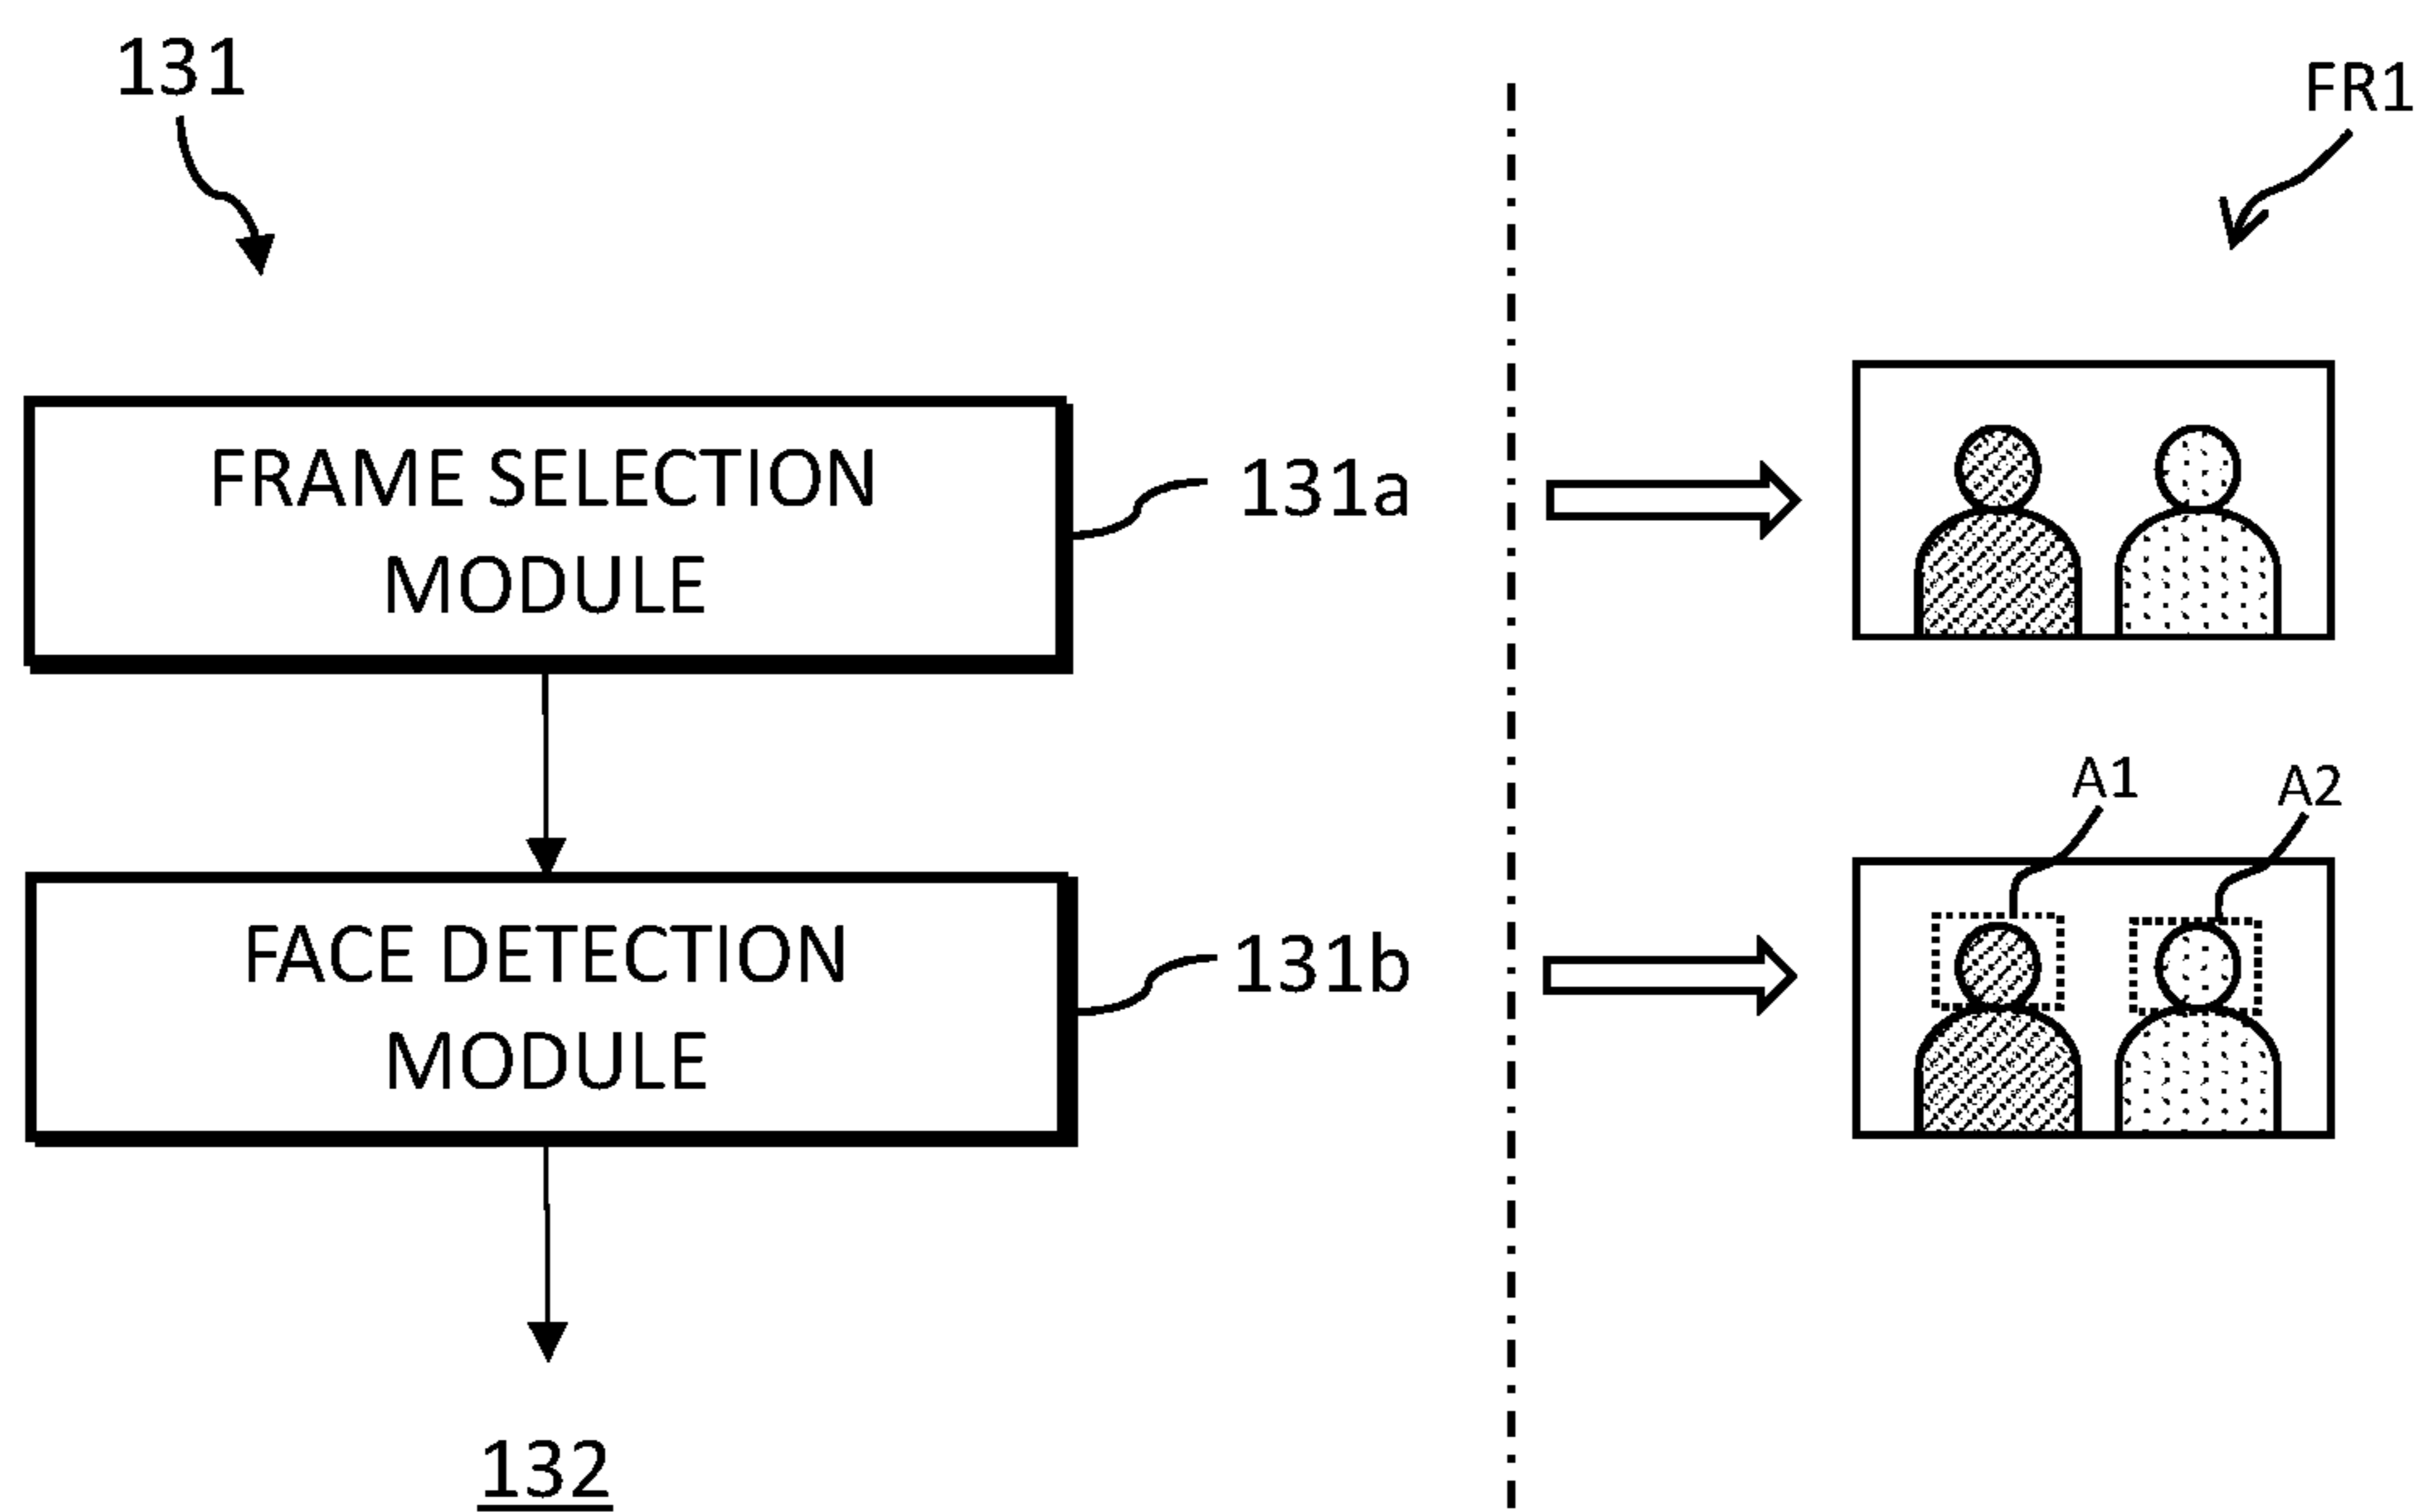 131
FR1
FRAME SELECTION
MODULE
131a
A1
A2
FACE DETECTION
MODULE
131b
132